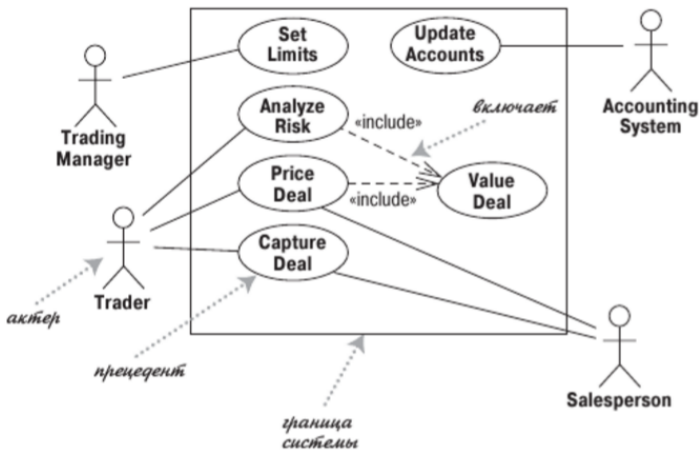 Set
Limits
Update
Accounts
Trading
Manager
Accounting
System
Analyze
Risk
«include»
включает
Price
Deal
«include»
Value
Deal
Capture
Deal
Trader
актер
прецедент
Salesperson
граница
системы